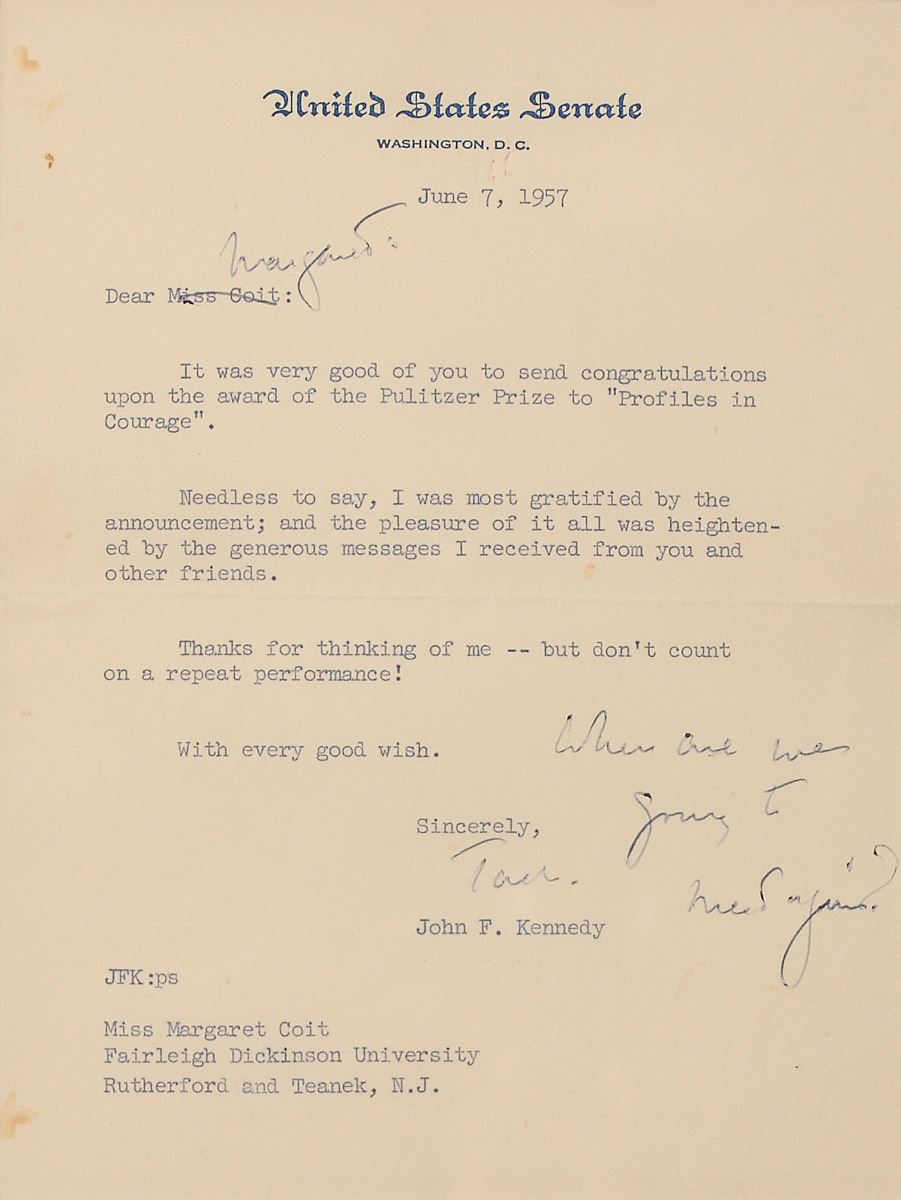 United States Senate
WASHINGTON, D. C.
June 7, 1957
Margaret:
Dear Miss Coit:
It was very good of you to send congratulations
upon the award of the Pulitzer Prize to "Profiles in
Courage".
Needless to say, I was most gratified by the
announcement; and the pleasure of it all was heighten-
ed by the generous messages I received from you and
other friends.
Thanks for thinking of me -- but don't count
on a repeat performance!
With every good wish.
When are we
going to
meet again?
Sincerely,
Jack.
John F. Kennedy
JFK:ps
Miss Margaret Coit
Fairleigh Dickinson University
Rutherford and Teanek, N.J.